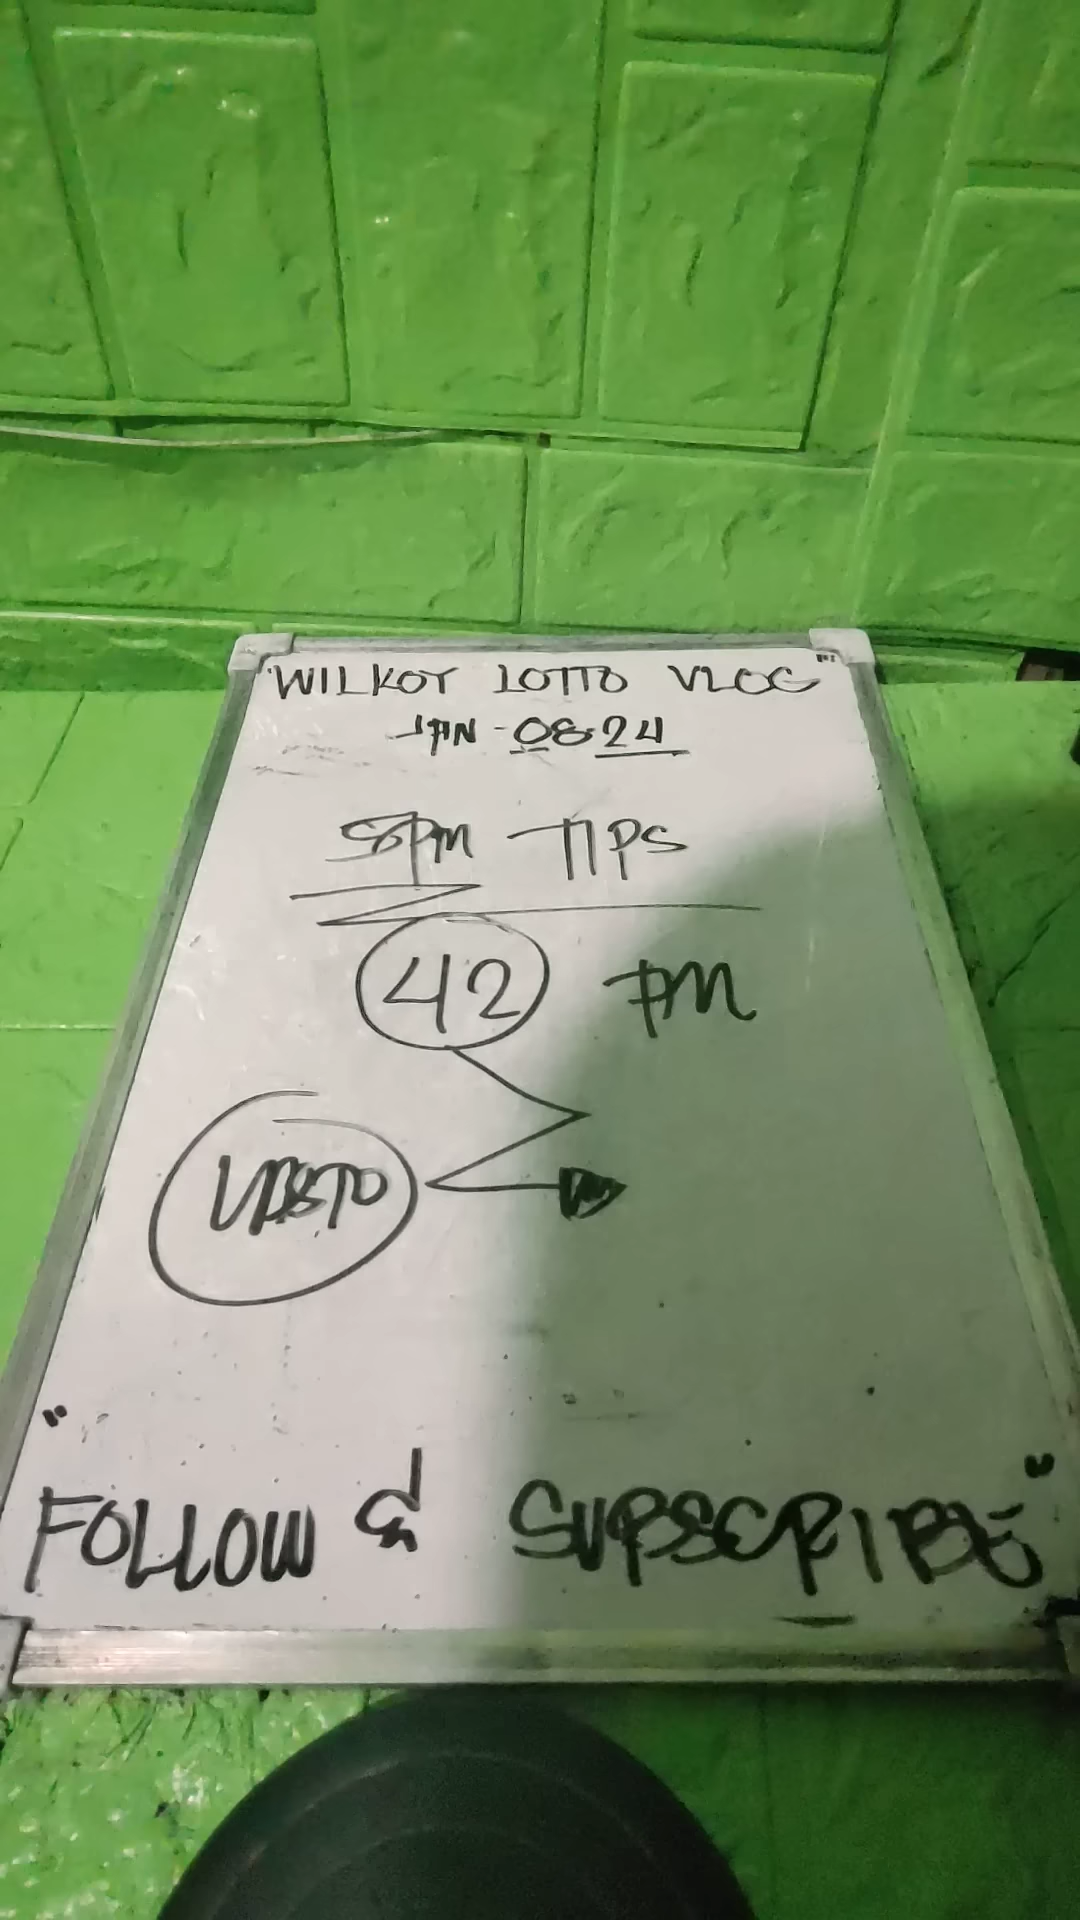 "WILKOY LOTTO VLOG"
JAN-08-24
5PM TIPS
42 PM
"FOLLOW & SUBSCRIBE"